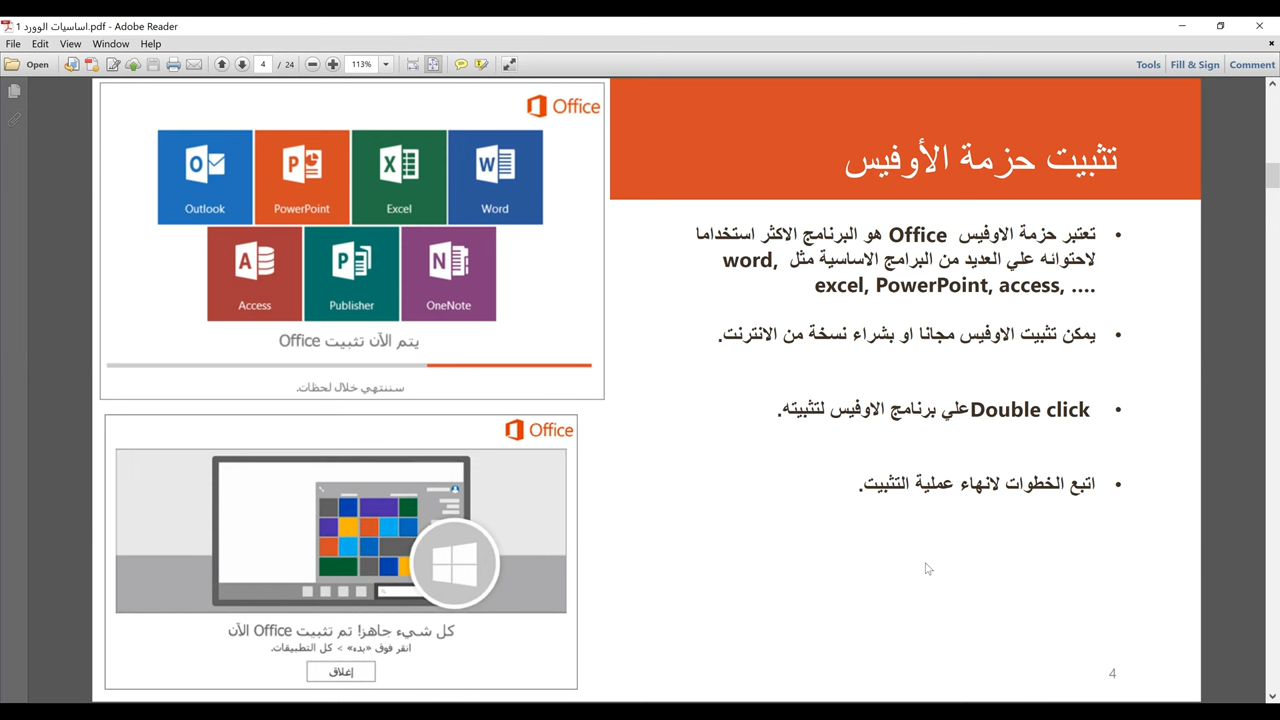 اساسيات الوورد 1.pdf - Adobe Reader
File Edit View Window Help
Open 4 / 24 113% Tools Fill & Sign Comment
تثبيت حزمة الأوفيس
• تعتبر حزمة الاوفيس Office هو البرنامج الاكثر استخداما
لاحتوائه علي العديد من البرامج الاساسية مثل word,
excel, PowerPoint, access, ....
• يمكن تثبيت الاوفيس مجانا او بشراء نسخة من الانترنت.
• Double click علي برنامج الاوفيس لتثبيته.
• اتبع الخطوات لانهاء عملية التثبيت.
4
Office
Outlook PowerPoint Excel Word
Access Publisher OneNote
يتم الآن تثبيت Office
سننتهي خلال لحظات.
Office
كل شيء جاهز! تم تثبيت Office الآن
انقر فوق «بدء» > كل التطبيقات.
إغلاق